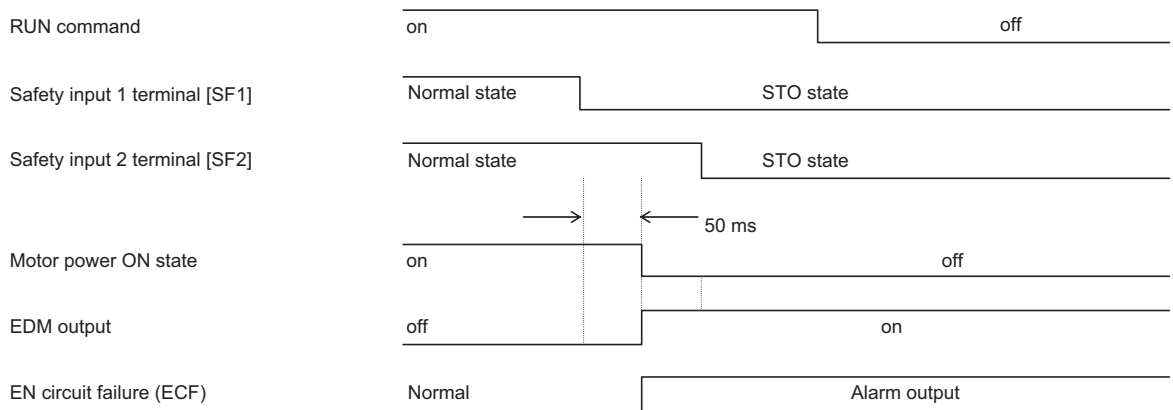 RUN command on off
Safety input 1 terminal [SF1] Normal state STO state
Safety input 2 terminal [SF2] Normal state STO state
50 ms
Motor power ON state on off
EDM output off on
EN circuit failure (ECF) Normal Alarm output